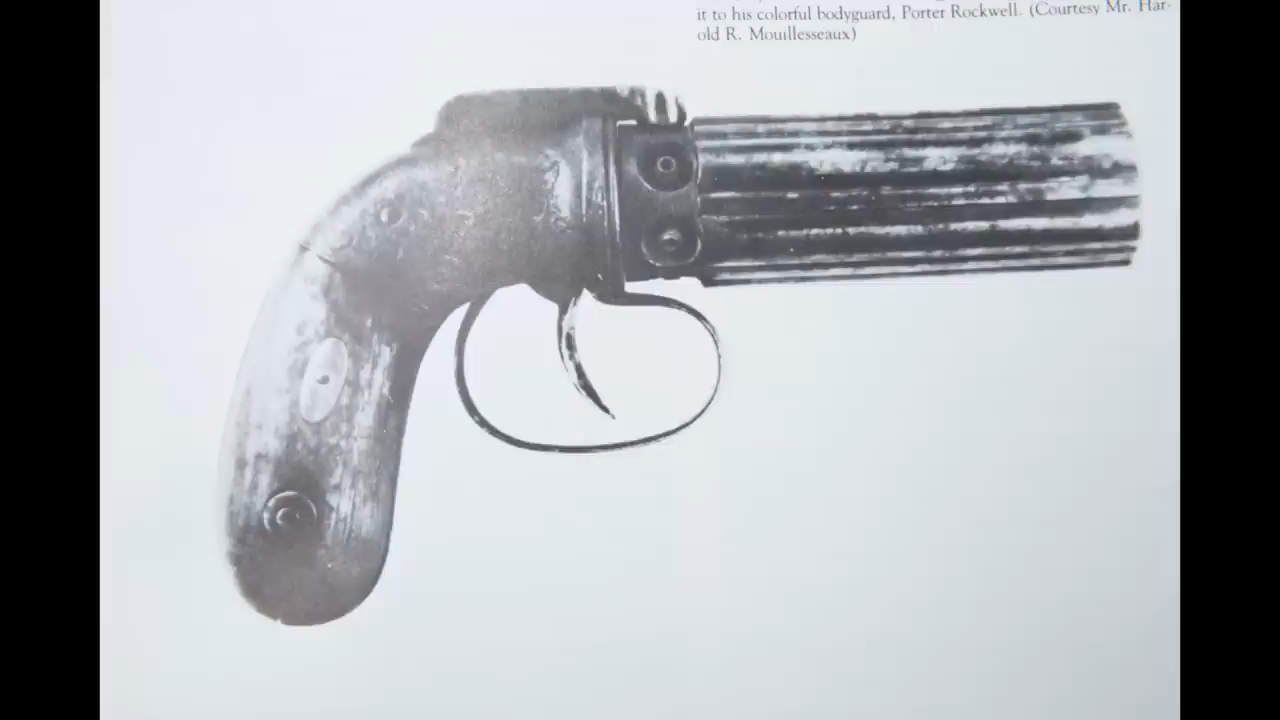 it to his colorful bodyguard, Porter Rockwell. (Courtesy Mr. Har-
old R. Mouillesseaux)